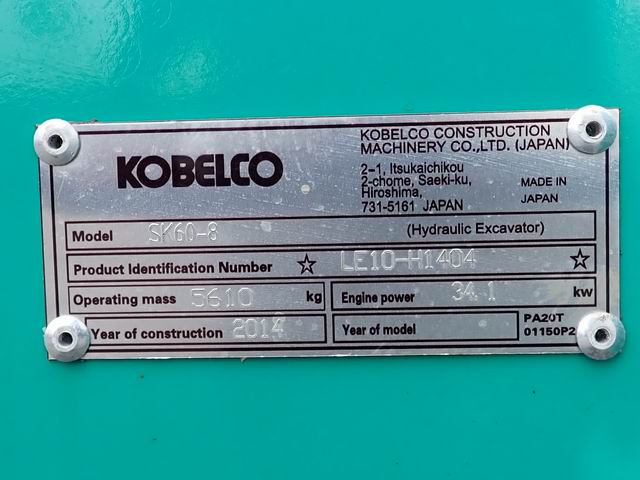 KOBELCO
KOBELCO CONSTRUCTION
MACHINERY CO.,LTD. (JAPAN)
2-1, Itsukaichikou
2-chome, Saeki-ku,
Hiroshima,
731-5161 JAPAN
MADE IN
JAPAN
Model SK60-8 (Hydraulic Excavator)
Product Identification Number ☆ LE10-H1404 ☆
Operating mass 5610 kg
Engine power 34.1 kw
Year of construction 2014
Year of model
PA20T
01150P2